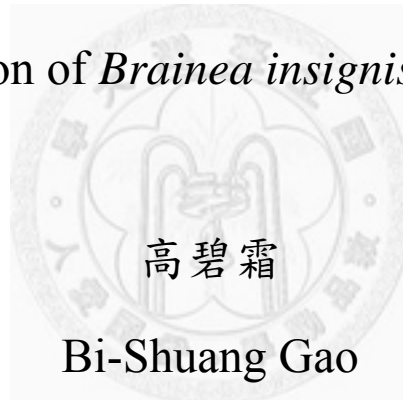 on of Brainea insignis
高碧霜
Bi-Shuang Gao